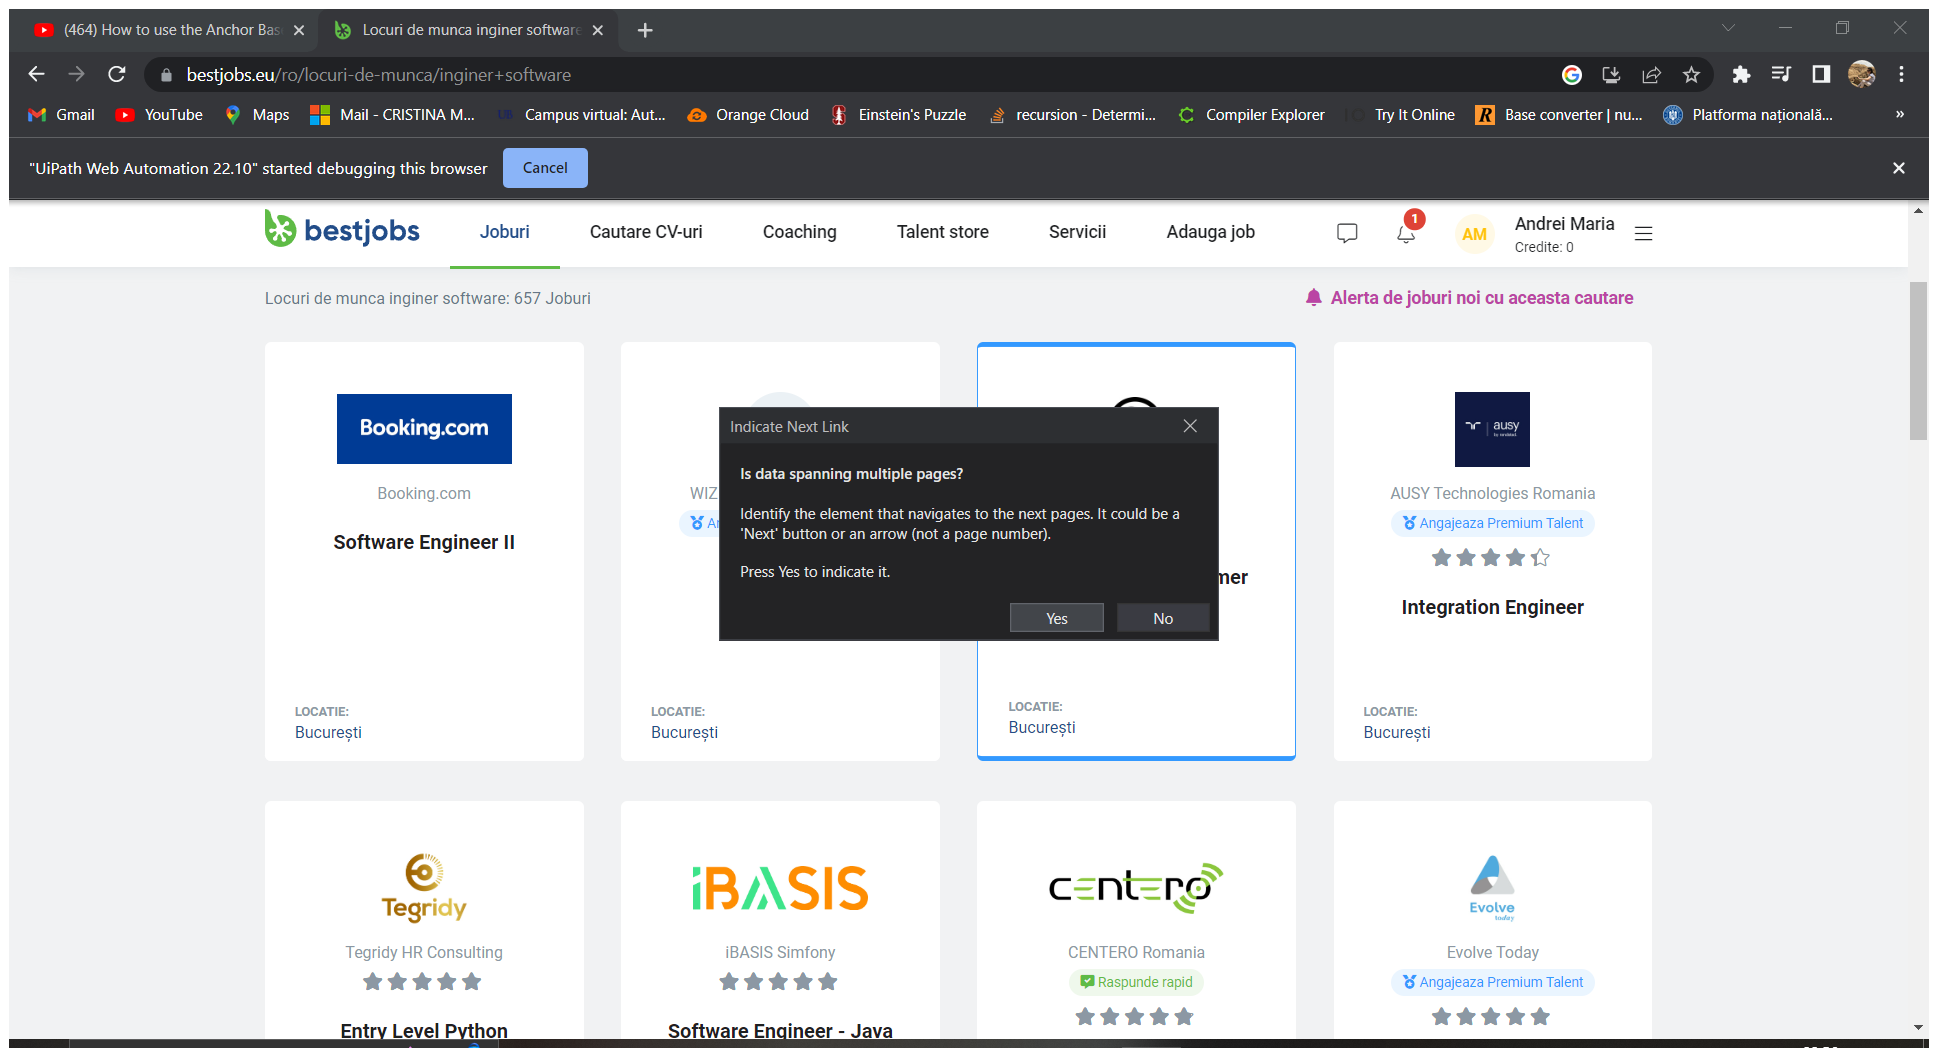 (464) How to use the Anchor Bas
Locuri de munca inginer software
bestjobs.eu/ro/locuri-de-munca/inginer+software
Gmail
YouTube
Maps
Mail - CRISTINA M...
UB
Campus virtual: Aut...
Orange Cloud
Einstein's Puzzle
recursion - Determi...
Compiler Explorer
Try It Online
R
Base converter | nu...
Platforma națională...
»
"UiPath Web Automation 22.10" started debugging this browser
Cancel
bestjobs
Joburi
Cautare CV-uri
Coaching
Talent store
Servicii
Adauga job
1
AM
Andrei Maria
Credite: 0
Locuri de munca inginer software: 657 Joburi
Alerta de joburi noi cu aceasta cautare
Booking.com
Booking.com
Software Engineer II
LOCATIE:
București
WIZ
LOCATIE:
București
mer
LOCATIE:
București
ausy
AUSY Technologies Romania
Angajeaza Premium Talent
Integration Engineer
LOCATIE:
București
Indicate Next Link
Is data spanning multiple pages?
Identify the element that navigates to the next pages. It could be a
'Next' button or an arrow (not a page number).
Press Yes to indicate it.
Yes
No
Tegridy
Tegridy HR Consulting
Entry Level Python
iBASIS
iBASIS Simfony
Software Engineer - Java
centero
CENTERO Romania
Raspunde rapid
Evolve
today
Evolve Today
Angajeaza Premium Talent